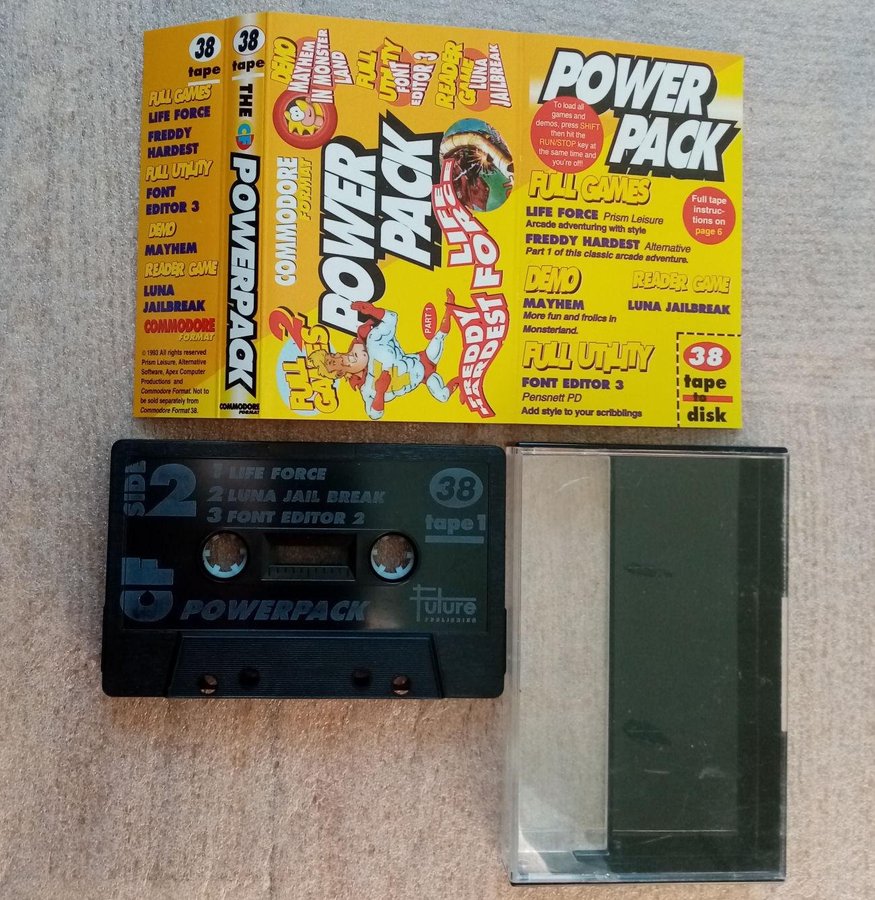 38
tape
FULL GAMES
LIFE FORCE
FREDDY
HARDEST
FULL UTILITY
FONT
EDITOR 3
DEMO
MAYHEM
READER GAME
LUNA
JAILBREAK
COMMODORE
FORMAT
© 1993 All rights reserved
Prism Leisure, Alternative
Software, Apex Computer
Productions and
Commodore Format. Not to
be sold separately from
Commodore Format 38.
38
tape
THE CF POWERPACK
COMMODORE
FORMAT
DEMO
MAYHEM
IN MONSTER
LAND
FULL
UTILITY
FONT
EDITOR 3
READER
GAME
LUNA
JAILBREAK
COMMODORE
FORMAT
POWER
PACK
2
FULL
GAMES
LIFE
FORCE
PART 1
FREDDY
HARDEST
POWER
PACK
To load all
games and
demos, press SHIFT
then hit the
RUN/STOP key
at the same time and
you're off!
FULL GAMES
LIFE FORCE Prism Leisure
Arcade adventuring with style
FREDDY HARDEST Alternative
Part 1 of this classic arcade adventure.
Full tape
instruc-
tions on
page 6
DEMO
MAYHEM
More fun and frolics in
Monsterland.
READER GAME
LUNA JAILBREAK
FULL UTILITY
FONT EDITOR 3
Pensnett PD
Add style to your scribblings
38
tape
to
disk
SIDE 2
1 LIFE FORCE
2 LUNA JAIL BREAK
3 FONT EDITOR 2
38
tape 1
CF
POWERPACK
Future
PUBLISHING